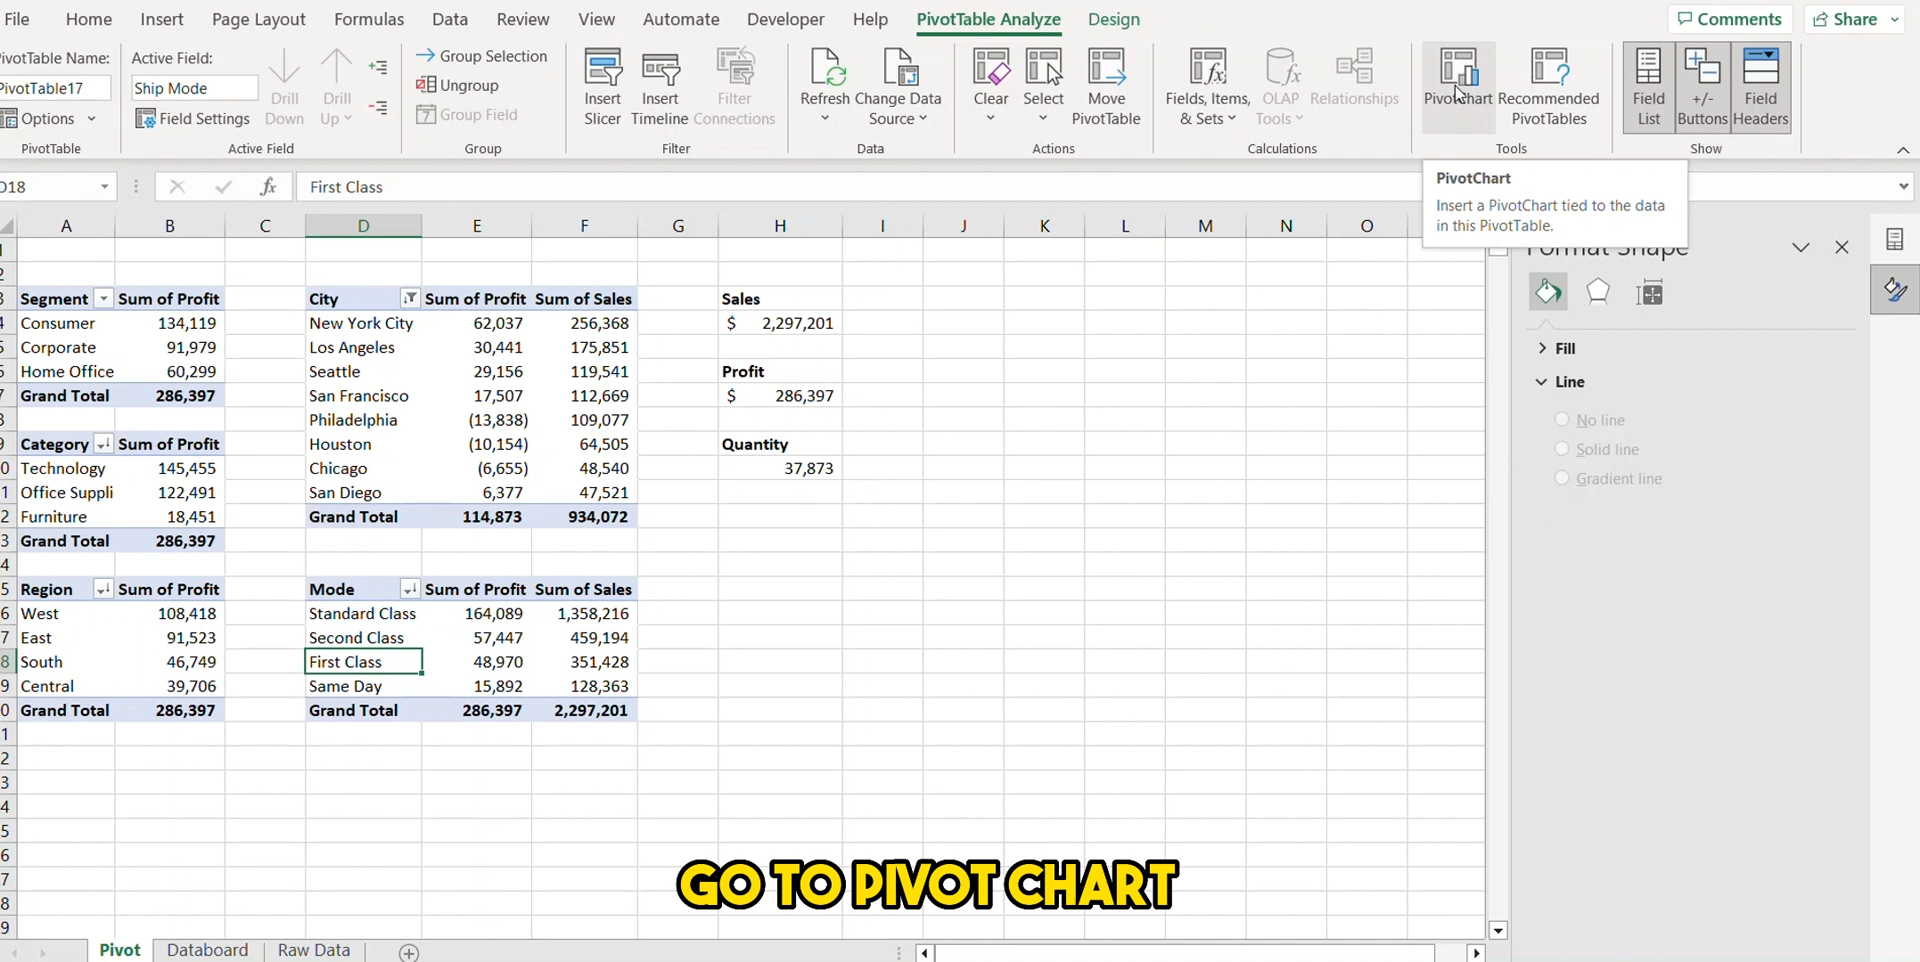 File Home Insert Page Layout Formulas Data Review View Automate Developer Help PivotTable Analyze Design Comments Share
PivotTable Name:
PivotTable17
Options
PivotTable
Active Field:
Ship Mode
Field Settings
Drill Down
Drill Up
Active Field
Group Selection
Ungroup
Group Field
Group
Insert Slicer
Insert Timeline
Filter Connections
Filter
Refresh
Change Data Source
Data
Clear
Select
Move PivotTable
Actions
Fields, Items, & Sets
OLAP Tools
Relationships
Calculations
PivotChart
Recommended PivotTables
Tools
Field List
+/- Buttons
Field Headers
Show
D18
fx
First Class
PivotChart
Insert a PivotChart tied to the data
in this PivotTable.
A B C D E F G H I J K L M N O
Segment Sum of Profit City Sum of Profit Sum of Sales Sales
Consumer 134,119 New York City 62,037 256,368 $ 2,297,201
Corporate 91,979 Los Angeles 30,441 175,851
Home Office 60,299 Seattle 29,156 119,541 Profit
Grand Total 286,397 San Francisco 17,507 112,669 $ 286,397
Philadelphia (13,838) 109,077
Category Sum of Profit Houston (10,154) 64,505 Quantity
Technology 145,455 Chicago (6,655) 48,540 37,873
Office Suppli 122,491 San Diego 6,377 47,521
Furniture 18,451 Grand Total 114,873 934,072
Grand Total 286,397
Region Sum of Profit Mode Sum of Profit Sum of Sales
West 108,418 Standard Class 164,089 1,358,216
East 91,523 Second Class 57,447 459,194
South 46,749 First Class 48,970 351,428
Central 39,706 Same Day 15,892 128,363
Grand Total 286,397 Grand Total 286,397 2,297,201
Format Shape
Fill
Line
No line
Solid line
Gradient line
GO TO PIVOT CHART
Pivot Databoard Raw Data